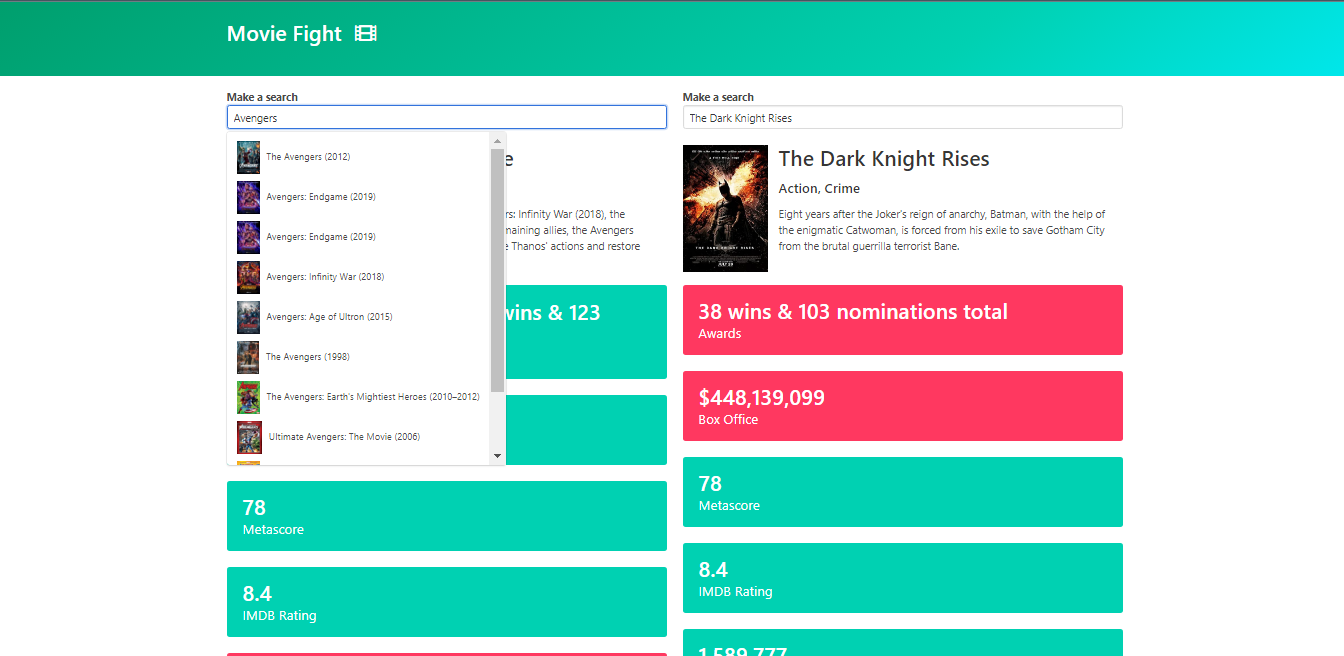 Movie Fight
Make a search
Avengers
The Avengers (2012)
Avengers: Endgame (2019)
Avengers: Endgame (2019)
Avengers: Infinity War (2018)
Avengers: Age of Ultron (2015)
The Avengers (1998)
The Avengers: Earth's Mightiest Heroes (2010–2012)
Ultimate Avengers: The Movie (2006)
Infinity War (2018), the
allies, the Avengers
Thanos' actions and restore
wins & 123
78
Metascore
8.4
IMDB Rating
Make a search
The Dark Knight Rises
The Dark Knight Rises
Action, Crime
Eight years after the Joker's reign of anarchy, Batman, with the help of
the enigmatic Catwoman, is forced from his exile to save Gotham City
from the brutal guerrilla terrorist Bane.
THE DARK KNIGHT RISES
JULY 20
38 wins & 103 nominations total
Awards
$448,139,099
Box Office
78
Metascore
8.4
IMDB Rating
1,589,777